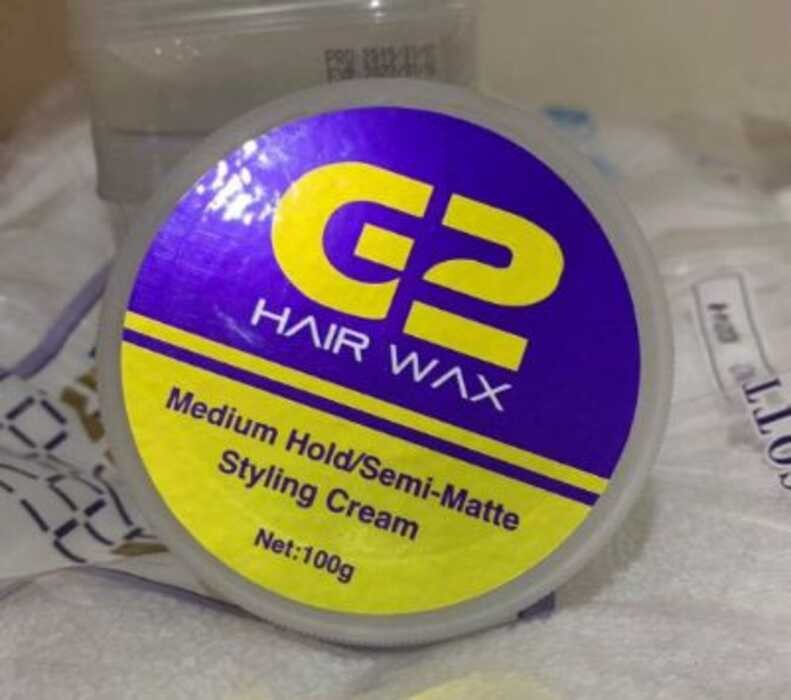 G2
HAIR WAX
Medium Hold/Semi-Matte
Styling Cream
Net:100g